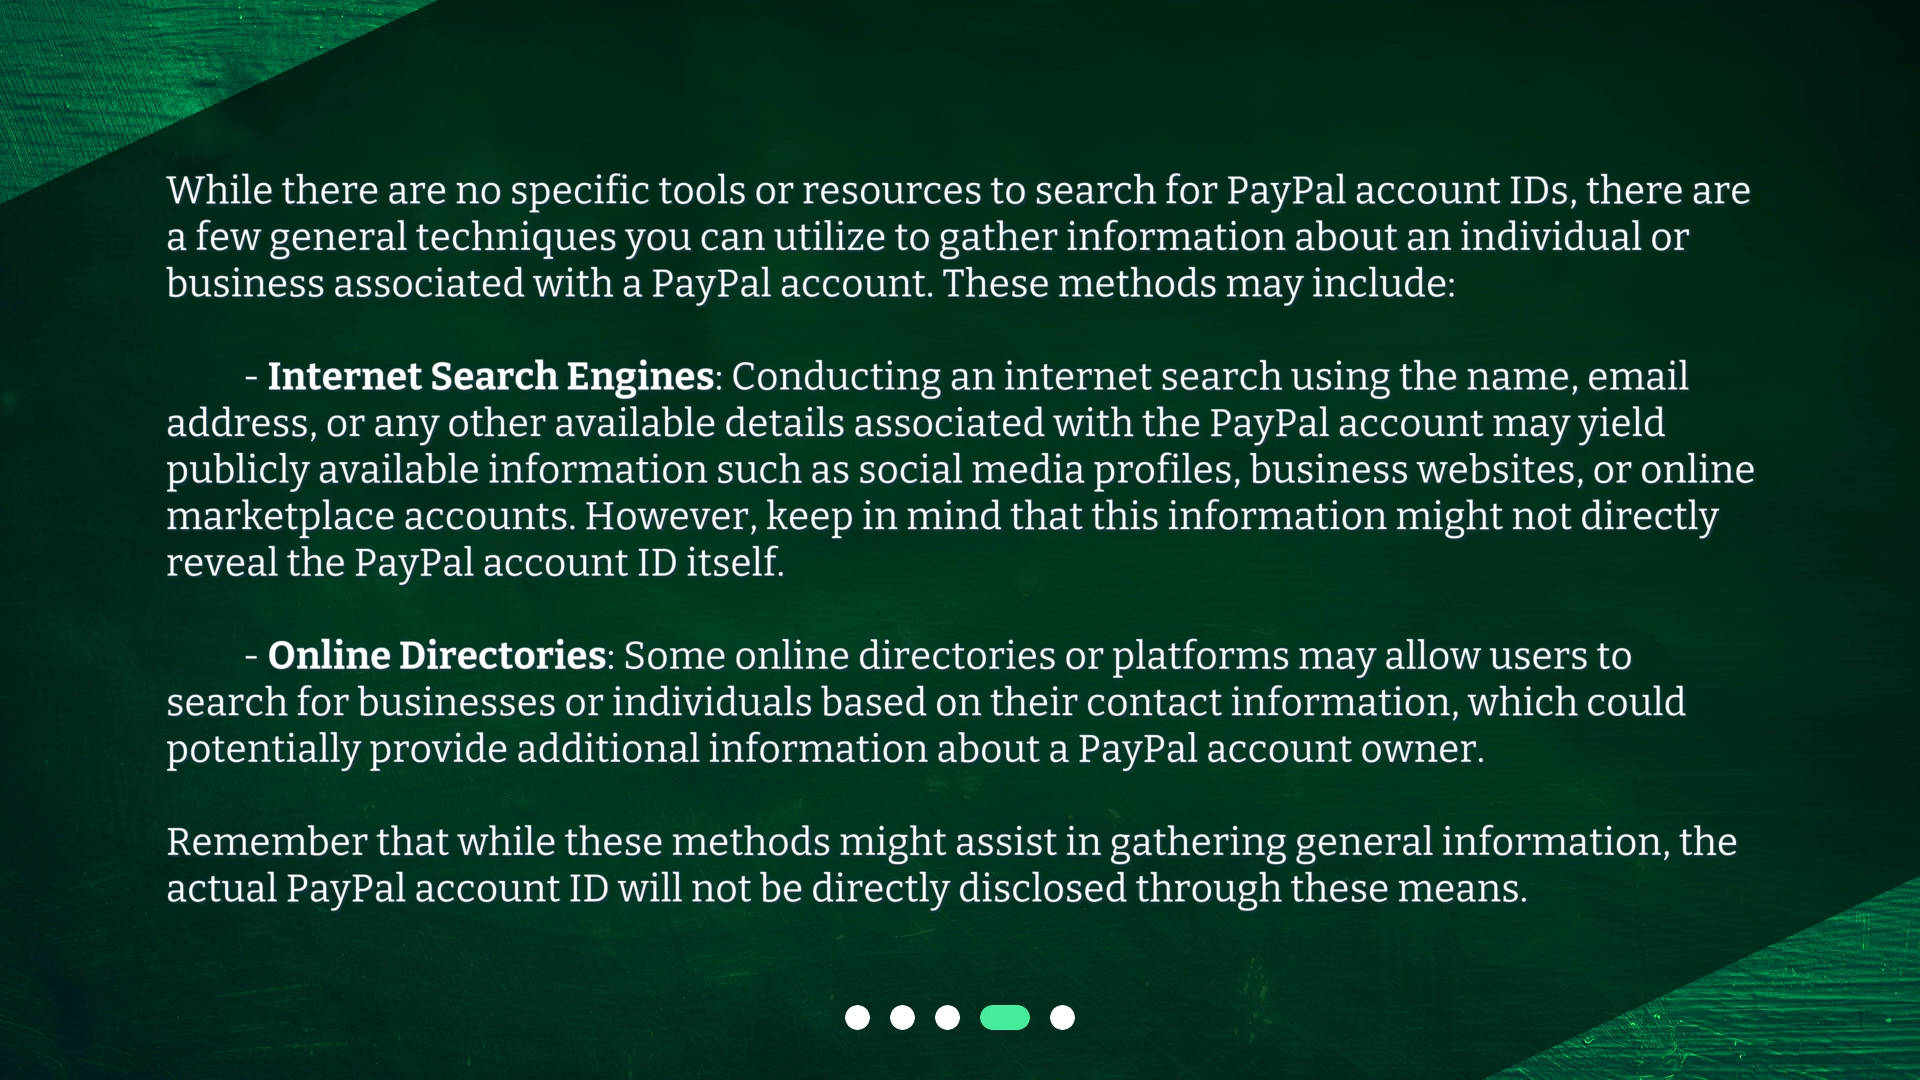 While there are no specific tools or resources to search for PayPal account IDs, there are
a few general techniques you can utilize to gather information about an individual or
business associated with a PayPal account. These methods may include:
- Internet Search Engines: Conducting an internet search using the name, email
address, or any other available details associated with the PayPal account may yield
publicly available information such as social media profiles, business websites, or online
marketplace accounts. However, keep in mind that this information might not directly
reveal the PayPal account ID itself.
- Online Directories: Some online directories or platforms may allow users to
search for businesses or individuals based on their contact information, which could
potentially provide additional information about a PayPal account owner.
Remember that while these methods might assist in gathering general information, the
actual PayPal account ID will not be directly disclosed through these means.